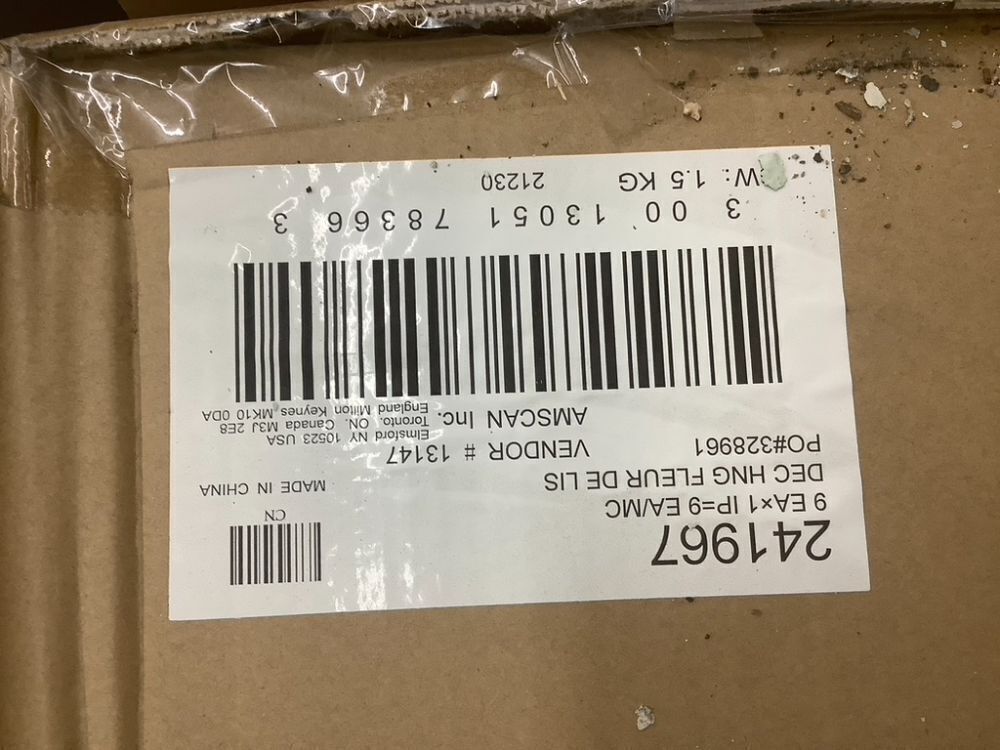 241967
9 EA×1 IP=9 EA/MC
DEC HNG FLEUR DE LIS
PO#328961
CN
MADE IN CHINA
VENDOR # 13147
AMSCAN Inc.
Elmsford NY 10523 USA
Toronto. ON. Canada M3J 2E8
England Milton Keynes MK10 0DA
3 00 13051 78366 3
W: 1.5 KG
21230